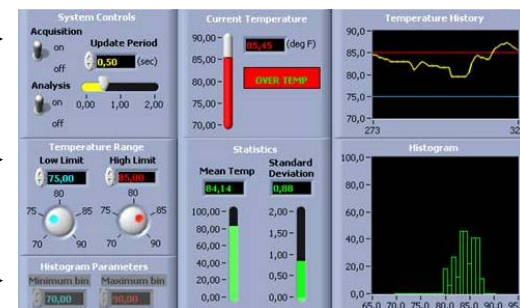 System Controls
Acquisition
on
off
Update Period
0,50 (sec)
0,00 1,00 2,00
Analysis
on
off
Current Temperature
90,00
85,00
80,00
75,00
70,00
85,45 (deg F)
OVER TEMP
Temperature History
90,0
85,0
80,0
75,0
70,0
273
Temperature Range
Low Limit High Limit
75,00 85,00
80
75 85
70 90
80
75 85
70 90
Statistics
Mean Temp
84,14
Standard
Deviation
0,88
100,00
80,00
60,00
40,00
20,00
0,00
2,00
1,50
1,00
0,50
0,00
Histogram
100,0
80,0
60,0
40,0
20,0
0,0
65,0 70,0 75,0 80,0 85,0 90,0 95
Histogram Parameters
Minimum bin Maximum bin
70,00 90,00